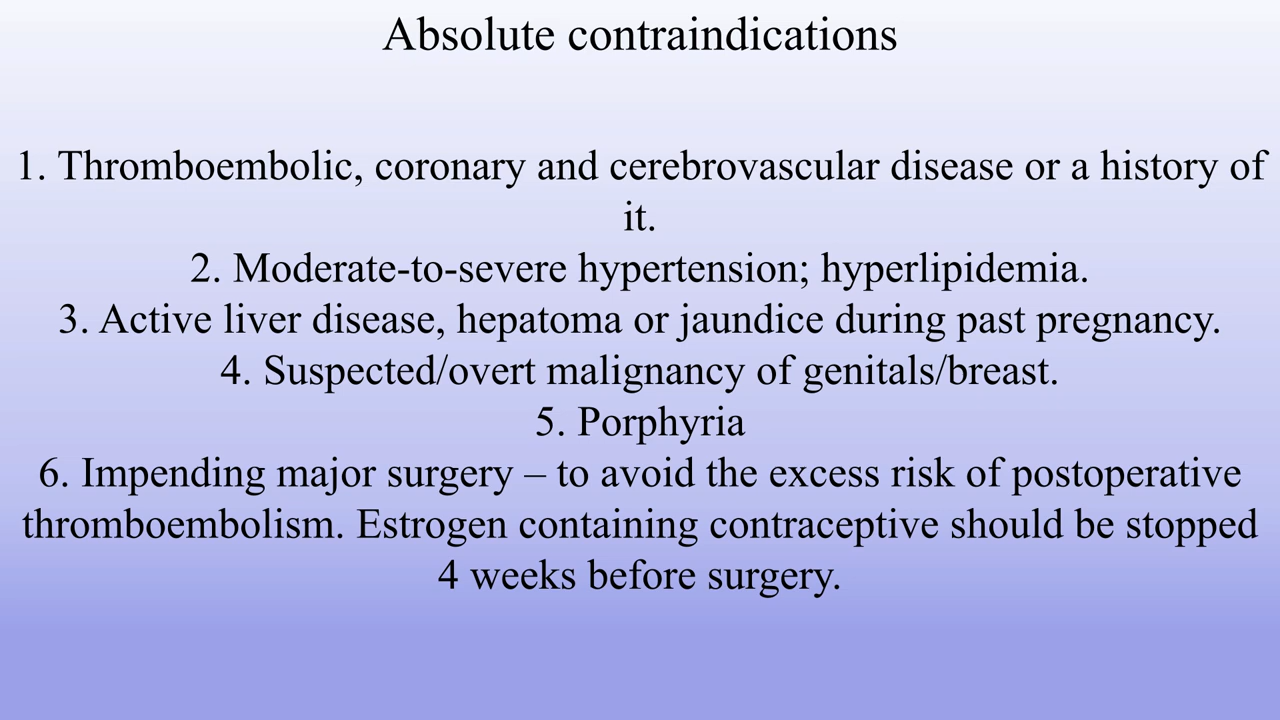 Absolute contraindications
1. Thromboembolic, coronary and cerebrovascular disease or a history of
it.
2. Moderate-to-severe hypertension; hyperlipidemia.
3. Active liver disease, hepatoma or jaundice during past pregnancy.
4. Suspected/overt malignancy of genitals/breast.
5. Porphyria
6. Impending major surgery – to avoid the excess risk of postoperative
thromboembolism. Estrogen containing contraceptive should be stopped
4 weeks before surgery.